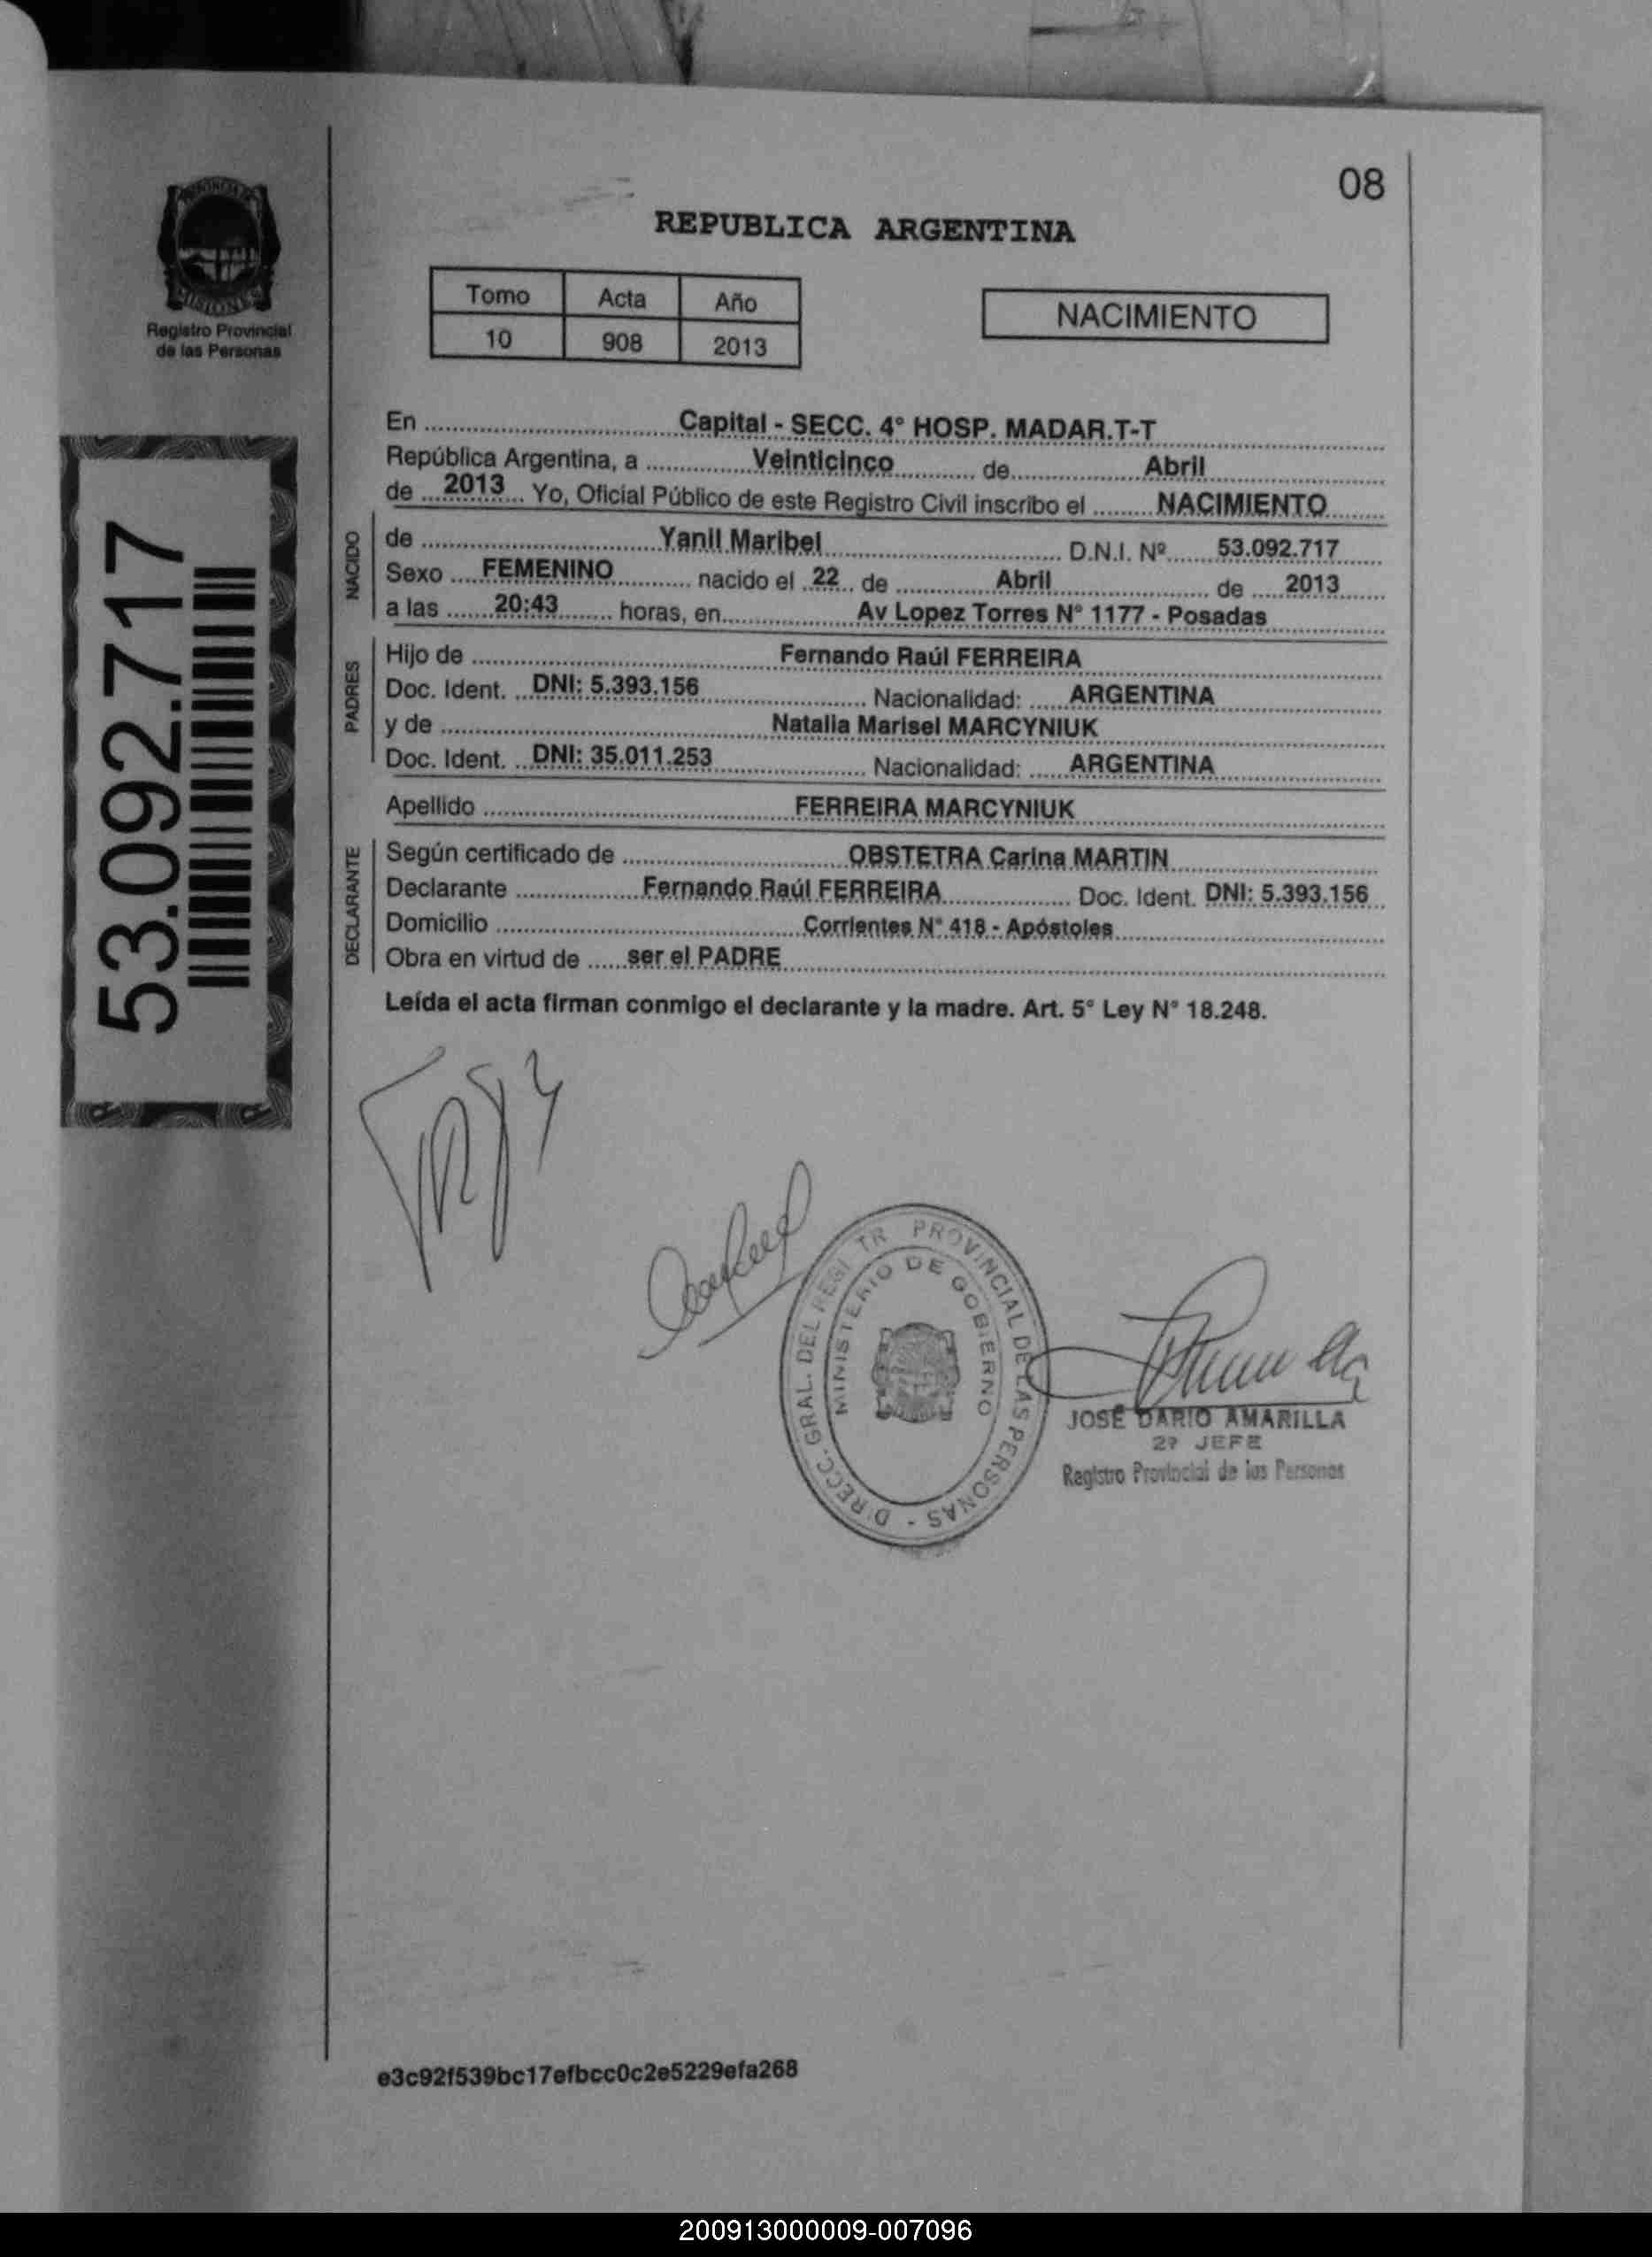 08
REPUBLICA ARGENTINA
Tomo Acta Año
10 908 2013
NACIMIENTO
MISIONES
Registro Provincial
de las Personas
53.092.717
En Capital - SECC. 4° HOSP. MADAR.T-T
República Argentina, a Veinticinco de Abril
de 2013 Yo, Oficial Público de este Registro Civil inscribo el NACIMIENTO
NACIDO
de Yanil Maribel D.N.I. Nº 53.092.717
Sexo FEMENINO nacido el 22 de Abril de 2013
a las 20:43 horas, en Av Lopez Torres N° 1177 - Posadas
PADRES
Hijo de Fernando Raúl FERREIRA
Doc. Ident. DNI: 5.393.156 Nacionalidad: ARGENTINA
y de Natalia Marisel MARCYNIUK
Doc. Ident. DNI: 35.011.253 Nacionalidad: ARGENTINA
Apellido FERREIRA MARCYNIUK
DECLARANTE
Según certificado de OBSTETRA Carina MARTIN
Declarante Fernando Raúl FERREIRA Doc. Ident. DNI: 5.393.156
Domicilio Corrientes N° 418 - Apóstoles
Obra en virtud de ser el PADRE
Leída el acta firman conmigo el declarante y la madre. Art. 5° Ley N° 18.248.
DIRECC. GRAL. DEL REGI TR PROVINCIAL DE LAS PERSONAS -
MINISTERIO DE GOBIERNO
JOSÉ DARIO AMARILLA
2º JEFE
Registro Provincial de las Personas
e3c92f539bc17efbcc0c2e5229efa268
200913000009-007096